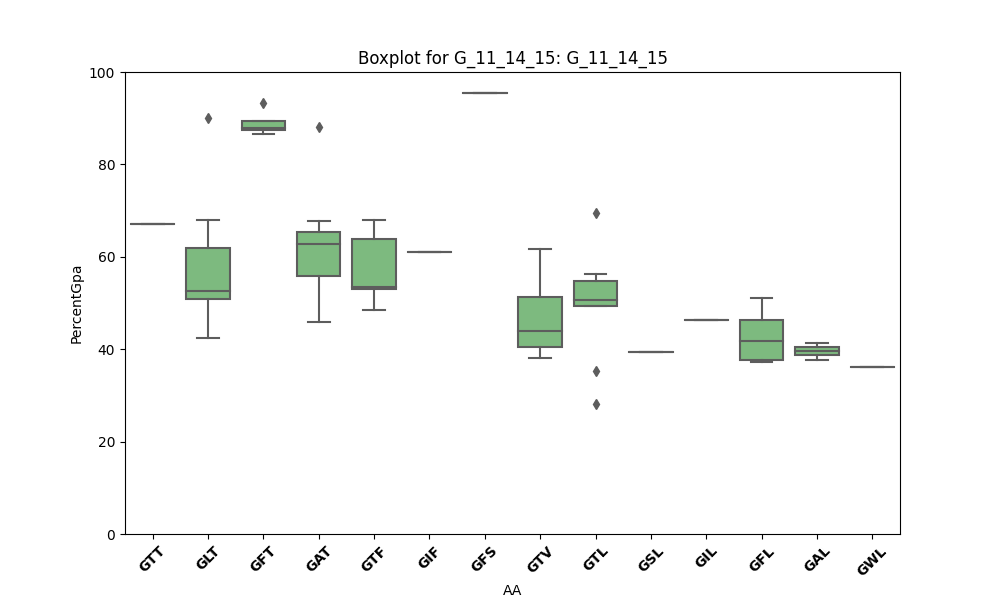 Boxplot for G_11_14_15: G_11_14_15
100
80
60
40
20
0
PercentGpa
GTT GLT GFT GAT GTF GIF GFS GTV GTL GSL GIL GFL GAL GWL
AA